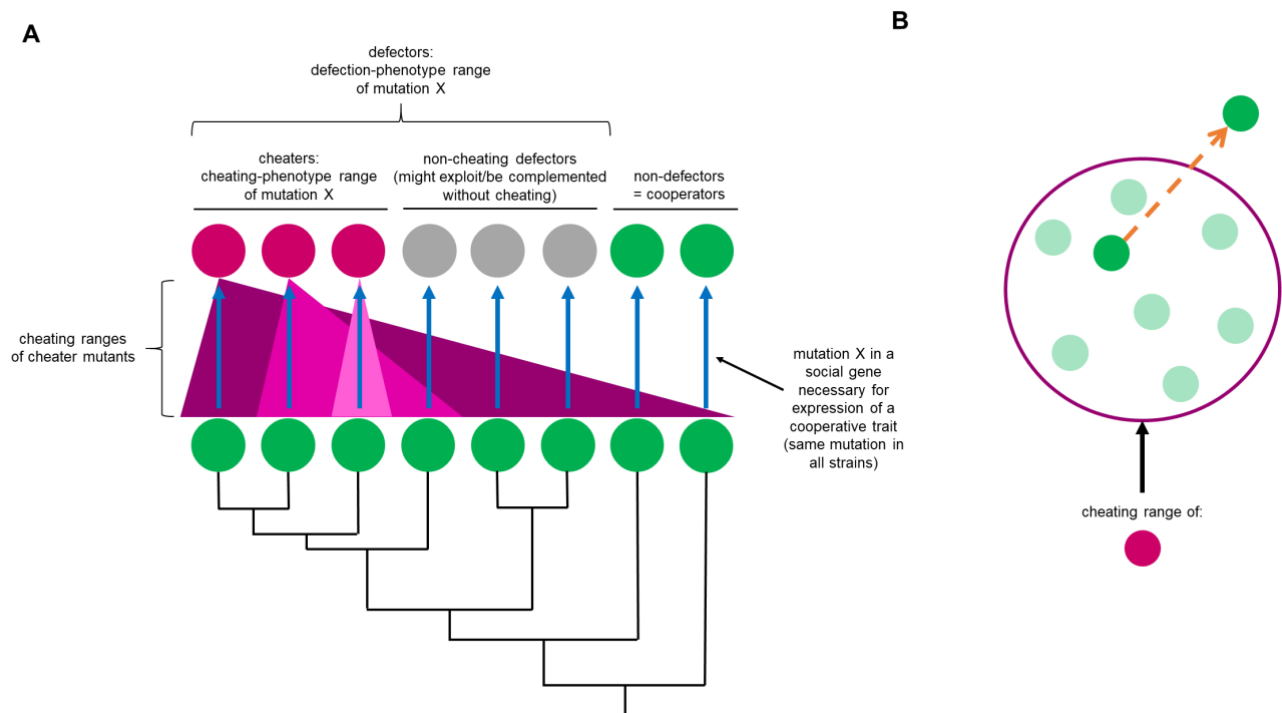 A
B
defectors:
defection-phenotype range
of mutation X
cheaters:
cheating-phenotype range
of mutation X
non-cheating defectors
(might exploit/be complemented
without cheating)
non-defectors
= cooperators
cheating ranges
of cheater mutants
mutation X in a
social gene
necessary for
expression of a
cooperative trait
(same mutation in
all strains)
cheating range of: